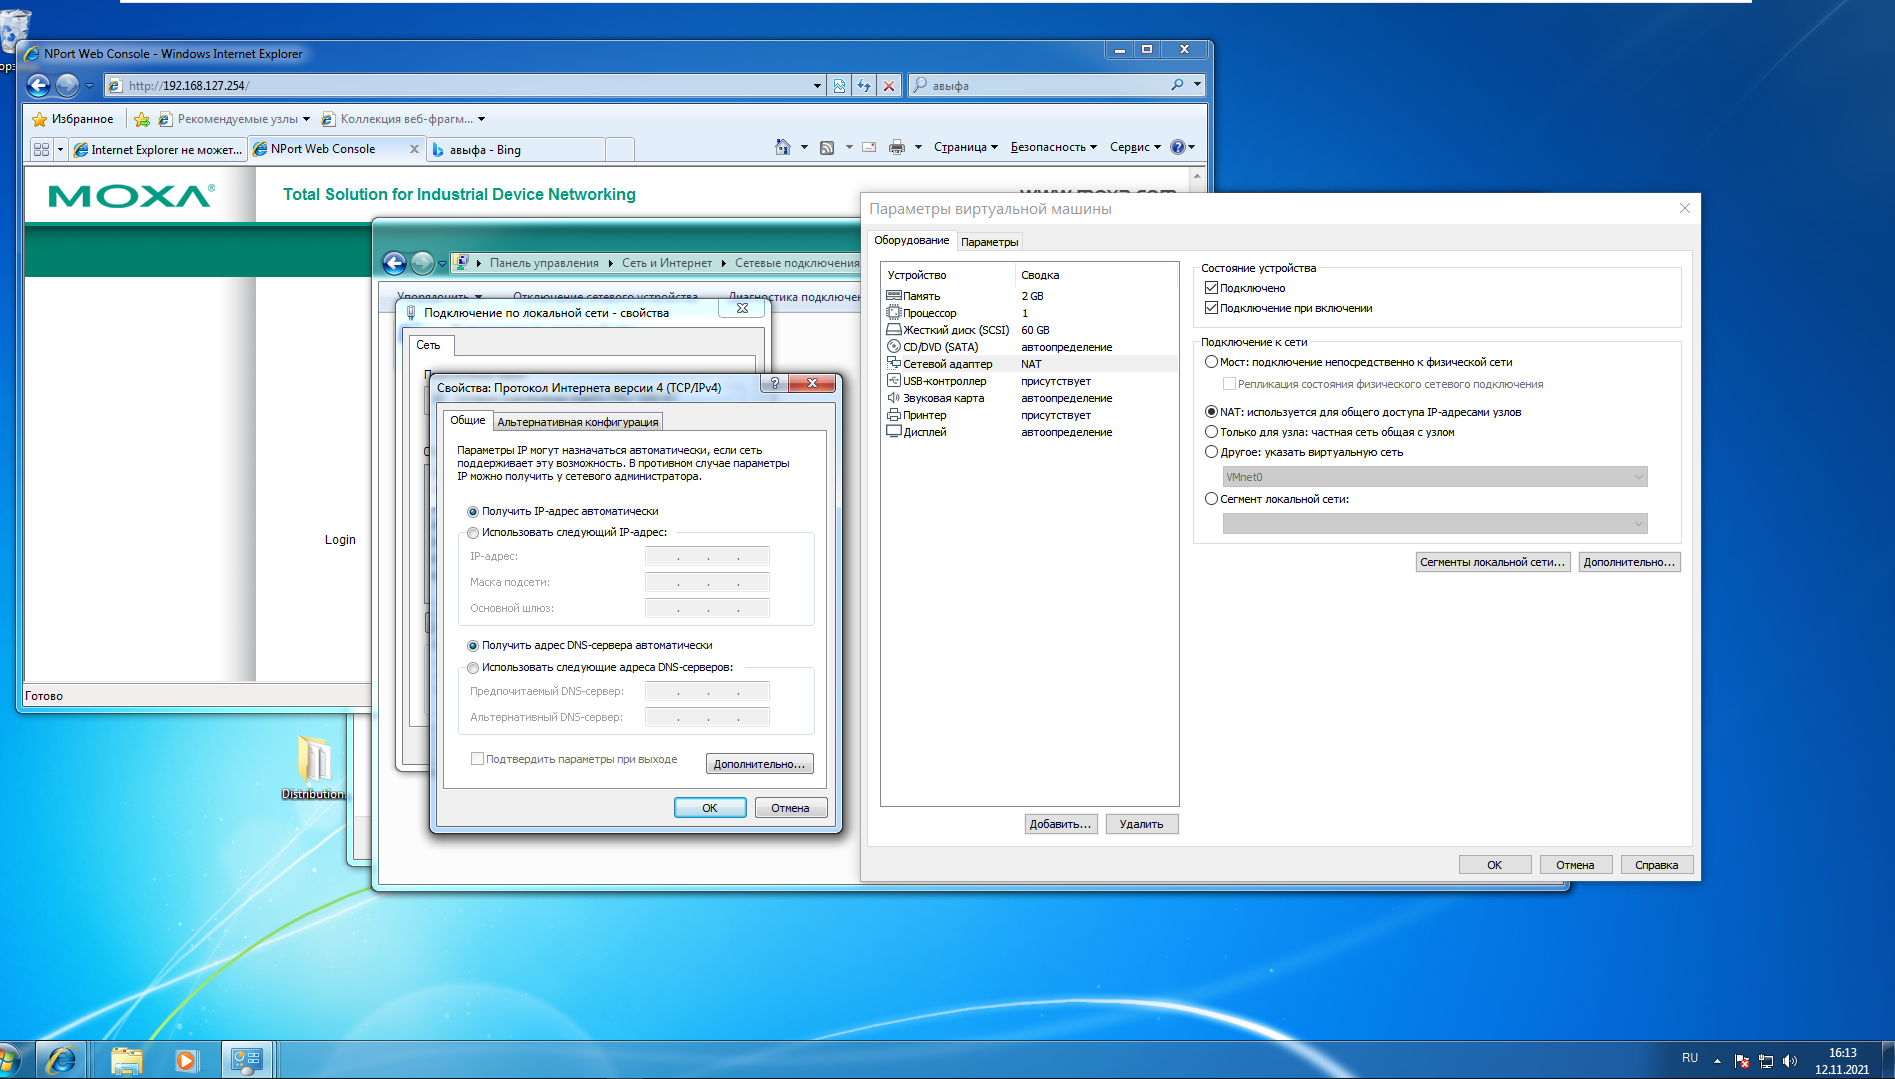 NPort Web Console - Windows Internet Explorer
http://192.168.127.254/
авыфа
Избранное
Рекомендуемые узлы
Коллекция веб-фрагм...
Internet Explorer не может...
NPort Web Console
авыфа - Bing
Страница
Безопасность
Сервис
MOXA®
Total Solution for Industrial Device Networking
www.moxa.com
Login
Готово
Панель управления
Сеть и Интернет
Сетевые подключения
Упорядочить
Отключение сетевого устройства
Диагностика подключен
Подключение по локальной сети - свойства
Сеть
Свойства: Протокол Интернета версии 4 (TCP/IPv4)
Общие
Альтернативная конфигурация
Параметры IP могут назначаться автоматически, если сеть
поддерживает эту возможность. В противном случае параметры
IP можно получить у сетевого администратора.
Получить IP-адрес автоматически
Использовать следующий IP-адрес:
IP-адрес:
Маска подсети:
Основной шлюз:
Получить адрес DNS-сервера автоматически
Использовать следующие адреса DNS-серверов:
Предпочитаемый DNS-сервер:
Альтернативный DNS-сервер:
Подтвердить параметры при выходе
Дополнительно...
ОК
Отмена
Параметры виртуальной машины
Оборудование
Параметры
Устройство Сводка
Память 2 GB
Процессор 1
Жесткий диск (SCSI) 60 GB
CD/DVD (SATA) автоопределение
Сетевой адаптер NAT
USB-контроллер присутствует
Звуковая карта автоопределение
Принтер присутствует
Дисплей автоопределение
Добавить...
Удалить
Состояние устройства
Подключено
Подключение при включении
Подключение к сети
Мост: подключение непосредственно к физической сети
Репликация состояния физического сетевого подключения
NAT: используется для общего доступа IP-адресами узлов
Только для узла: частная сеть общая с узлом
Другое: указать виртуальную сеть
VMnet0
Сегмент локальной сети:
Сегменты локальной сети...
Дополнительно...
ОК
Отмена
Справка
Distribution
RU
16:13
12.11.2021